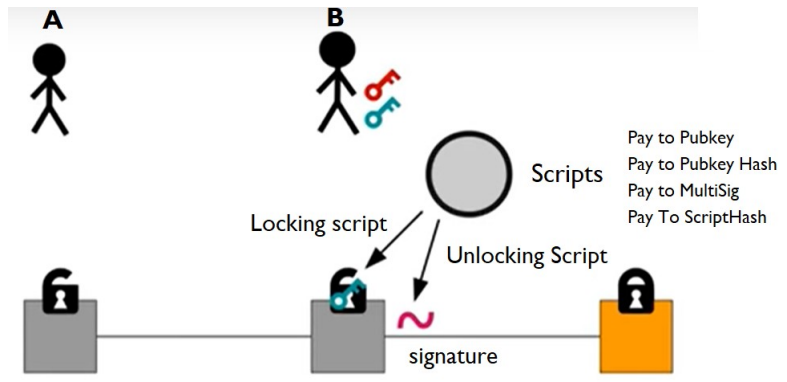 A
B
Pay to Pubkey
Scripts
Pay to Pubkey Hash
Pay to MultiSig
Pay To ScriptHash
Locking script
Unlocking Script
signature